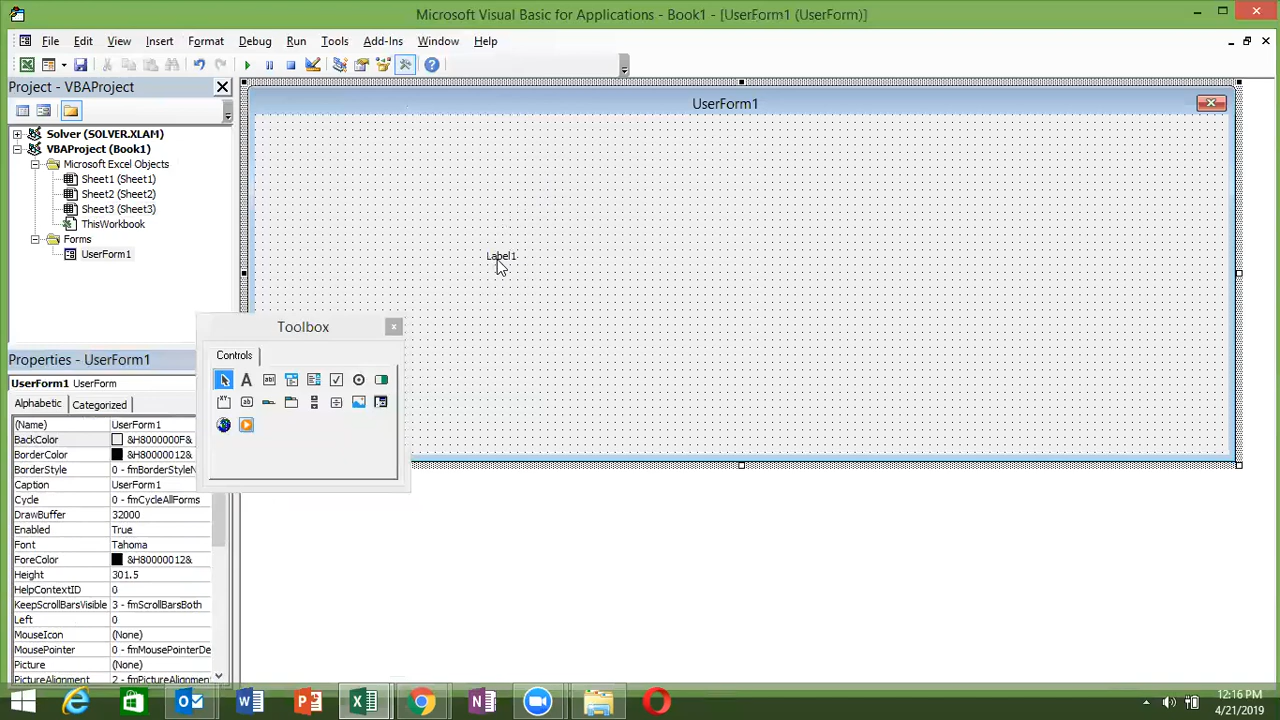 Microsoft Visual Basic for Applications - Book1 - [UserForm1 (UserForm)]
File Edit View Insert Format Debug Run Tools Add-Ins Window Help
Project - VBAProject
Solver (SOLVER.XLAM)
VBAProject (Book1)
Microsoft Excel Objects
Sheet1 (Sheet1)
Sheet2 (Sheet2)
Sheet3 (Sheet3)
ThisWorkbook
Forms
UserForm1
UserForm1
Label1
Toolbox
Controls
Properties - UserForm1
UserForm1 UserForm
Alphabetic Categorized
(Name) UserForm1
BackColor &H8000000F&
BorderColor &H80000012&
BorderStyle 0 - fmBorderStyleN
Caption UserForm1
Cycle 0 - fmCycleAllForms
DrawBuffer 32000
Enabled True
Font Tahoma
ForeColor &H80000012&
Height 301.5
HelpContextID 0
KeepScrollBarsVisible 3 - fmScrollBarsBoth
Left 0
MouseIcon (None)
MousePointer 0 - fmMousePointerDe
Picture (None)
PictureAlignment 2 - fmPictureAlignmen
12:16 PM
4/21/2019